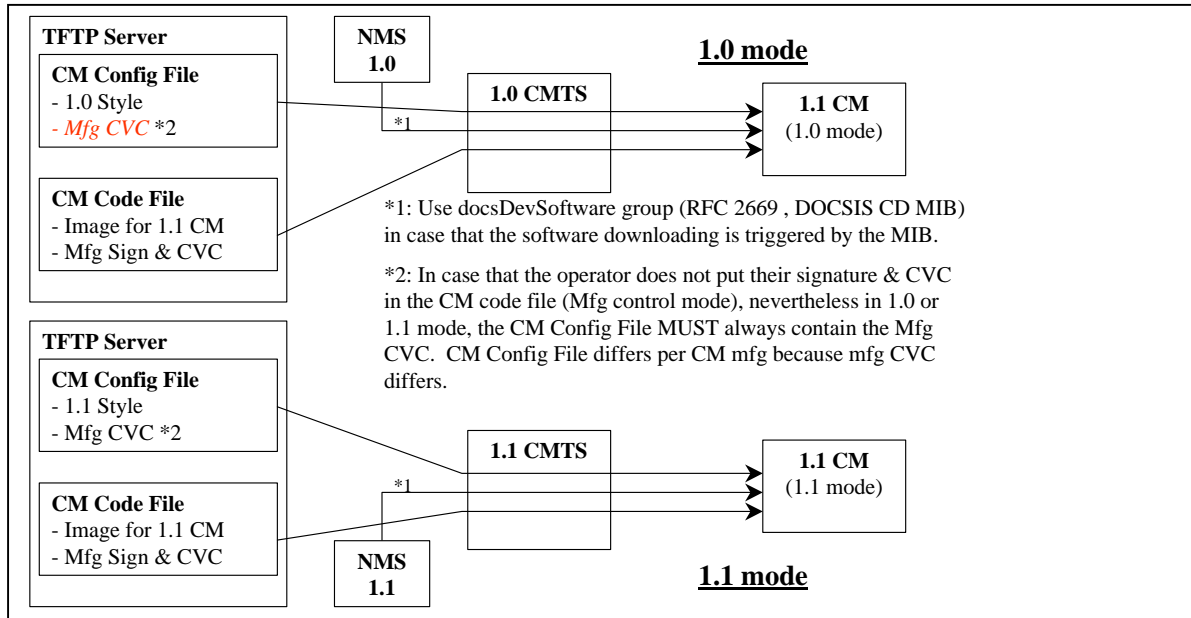 TFTP Server
CM Config File
- 1.0 Style
- Mfg CVC *2
CM Code File
- Image for 1.1 CM
- Mfg Sign & CVC
NMS
1.0
*1
1.0 CMTS
1.0 mode
1.1 CM
(1.0 mode)
*1: Use docsDevSoftware group (RFC 2669 , DOCSIS CD MIB)
in case that the software downloading is triggered by the MIB.
*2: In case that the operator does not put their signature & CVC
in the CM code file (Mfg control mode), nevertheless in 1.0 or
1.1 mode, the CM Config File MUST always contain the Mfg
CVC. CM Config File differs per CM mfg because mfg CVC
differs.
TFTP Server
CM Config File
- 1.1 Style
- Mfg CVC *2
CM Code File
- Image for 1.1 CM
- Mfg Sign & CVC
*1
NMS
1.1
1.1 CMTS
1.1 CM
(1.1 mode)
1.1 mode